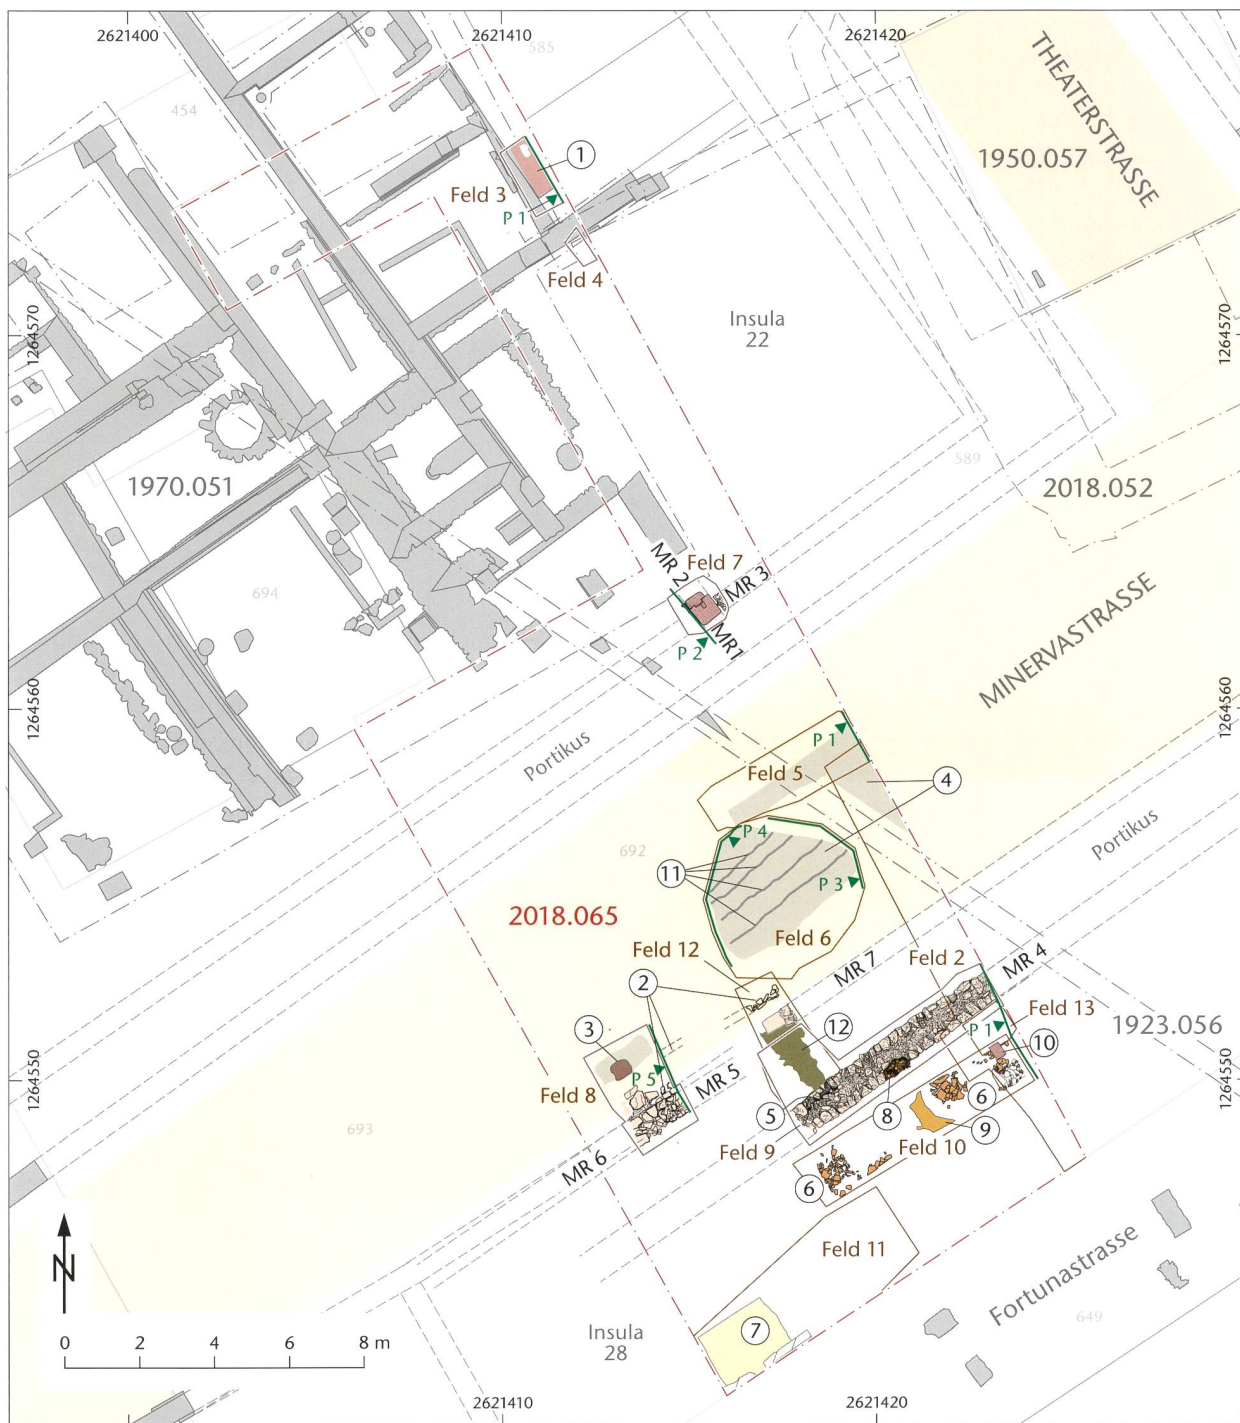 2621400
2621410
2621420
585
454
THEATERSTRASSE
1950.057
1
Feld 3
P 1
Feld 4
1264570
Insula
22
1264570
1970.051
589
2018.052
694
MR 2
Feld 7
MR 3
MR1
P 2
MINERVASTRASSE
1264560
1264560
Portikus
P 1
Feld 5
4
Portikus
P 4
692
11
P 3
2018.065
Feld 6
Feld 12
Feld 2
MR 7
MR 4
2
3
12
P 1
Feld 13
1923.056
10
P 5
MR 5
Feld 8
1264550
1264550
5
8
6
9
Feld 9
Feld 10
693
MR 6
6
Feld 11
N
Fortunastrasse
649
Insula
28
7
0 2 4 6 8 m
2621410
2621420